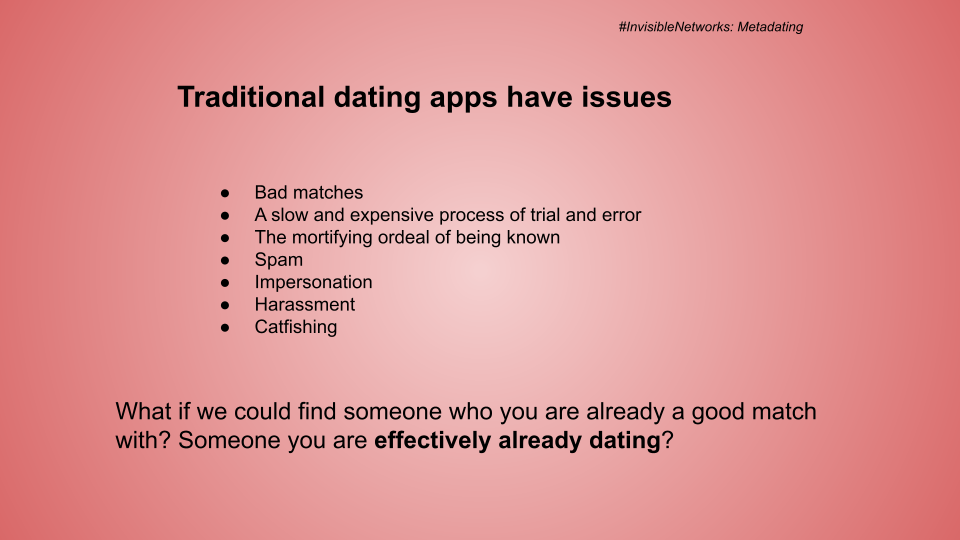 #InvisibleNetworks: Metadating
Traditional dating apps have issues
● Bad matches
● A slow and expensive process of trial and error
● The mortifying ordeal of being known
● Spam
● Impersonation
● Harassment
● Catfishing
What if we could find someone who you are already a good match
with? Someone you are effectively already dating?